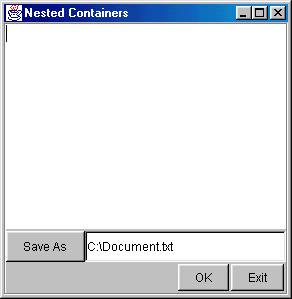 Nested Containers
Save As C:\Document.txt
OK Exit